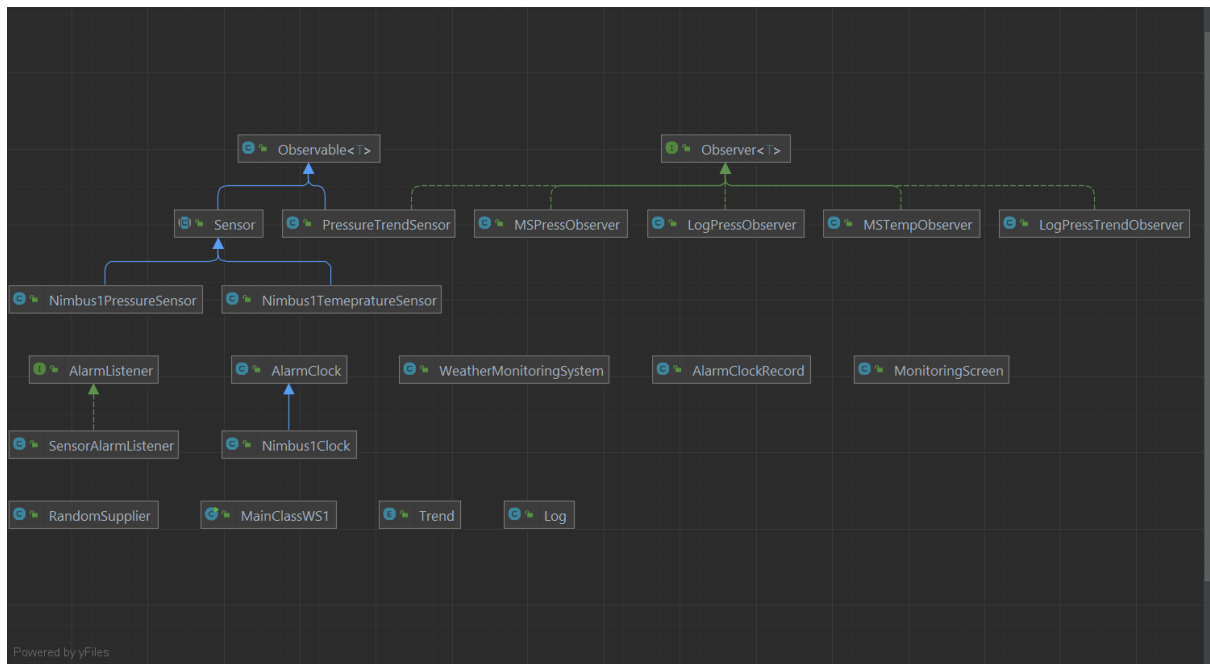 Observable<T>
Observer<T>
Sensor
PressureTrendSensor
MSPressObserver
LogPressObserver
MSTempObserver
LogPressTrendObserver
Nimbus1PressureSensor
Nimbus1TemepratureSensor
AlarmListener
AlarmClock
WeatherMonitoringSystem
AlarmClockRecord
MonitoringScreen
SensorAlarmListener
Nimbus1Clock
RandomSupplier
MainClassWS1
Trend
Log
Powered by yFiles